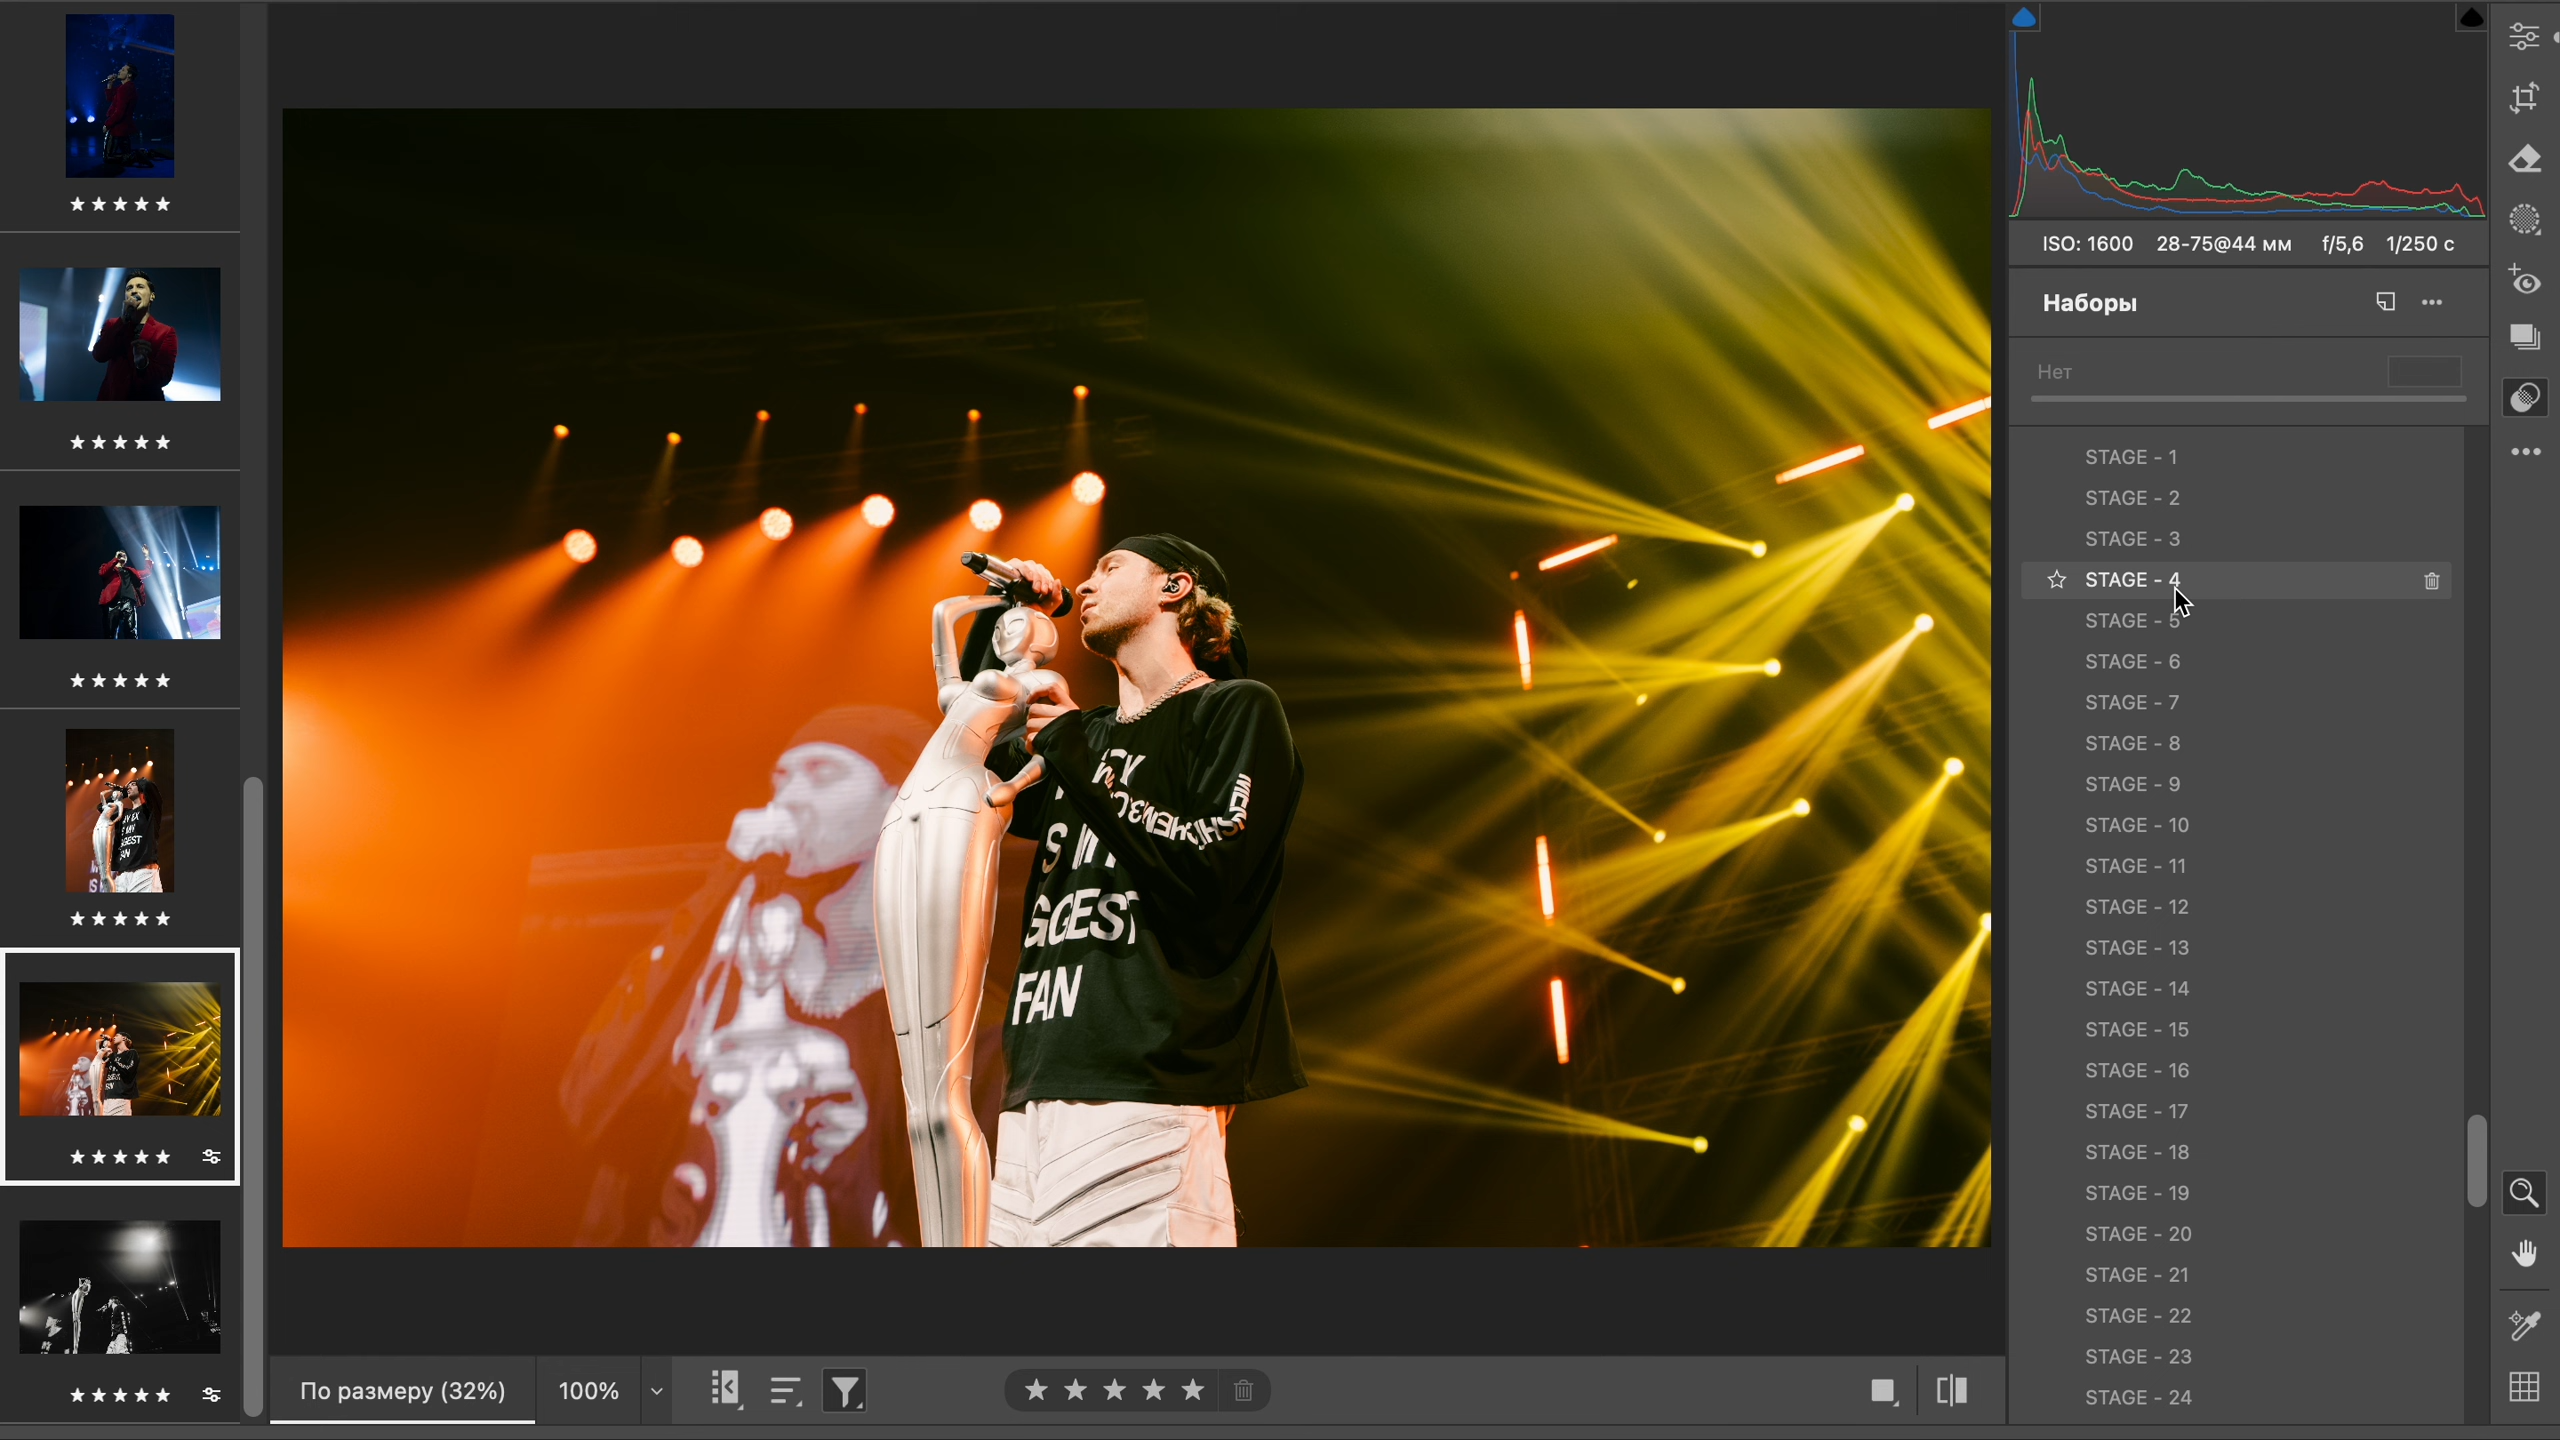 ISO: 1600 28-75@44 мм f/5,6 1/250 с
Наборы
Нет
STAGE - 1
STAGE - 2
STAGE - 3
STAGE - 4
STAGE - 5
STAGE - 6
STAGE - 7
STAGE - 8
STAGE - 9
STAGE - 10
STAGE - 11
STAGE - 12
STAGE - 13
STAGE - 14
STAGE - 15
STAGE - 16
STAGE - 17
STAGE - 18
STAGE - 19
STAGE - 20
STAGE - 21
STAGE - 22
STAGE - 23
STAGE - 24
GGEST
FAN
По размеру (32%) 100%